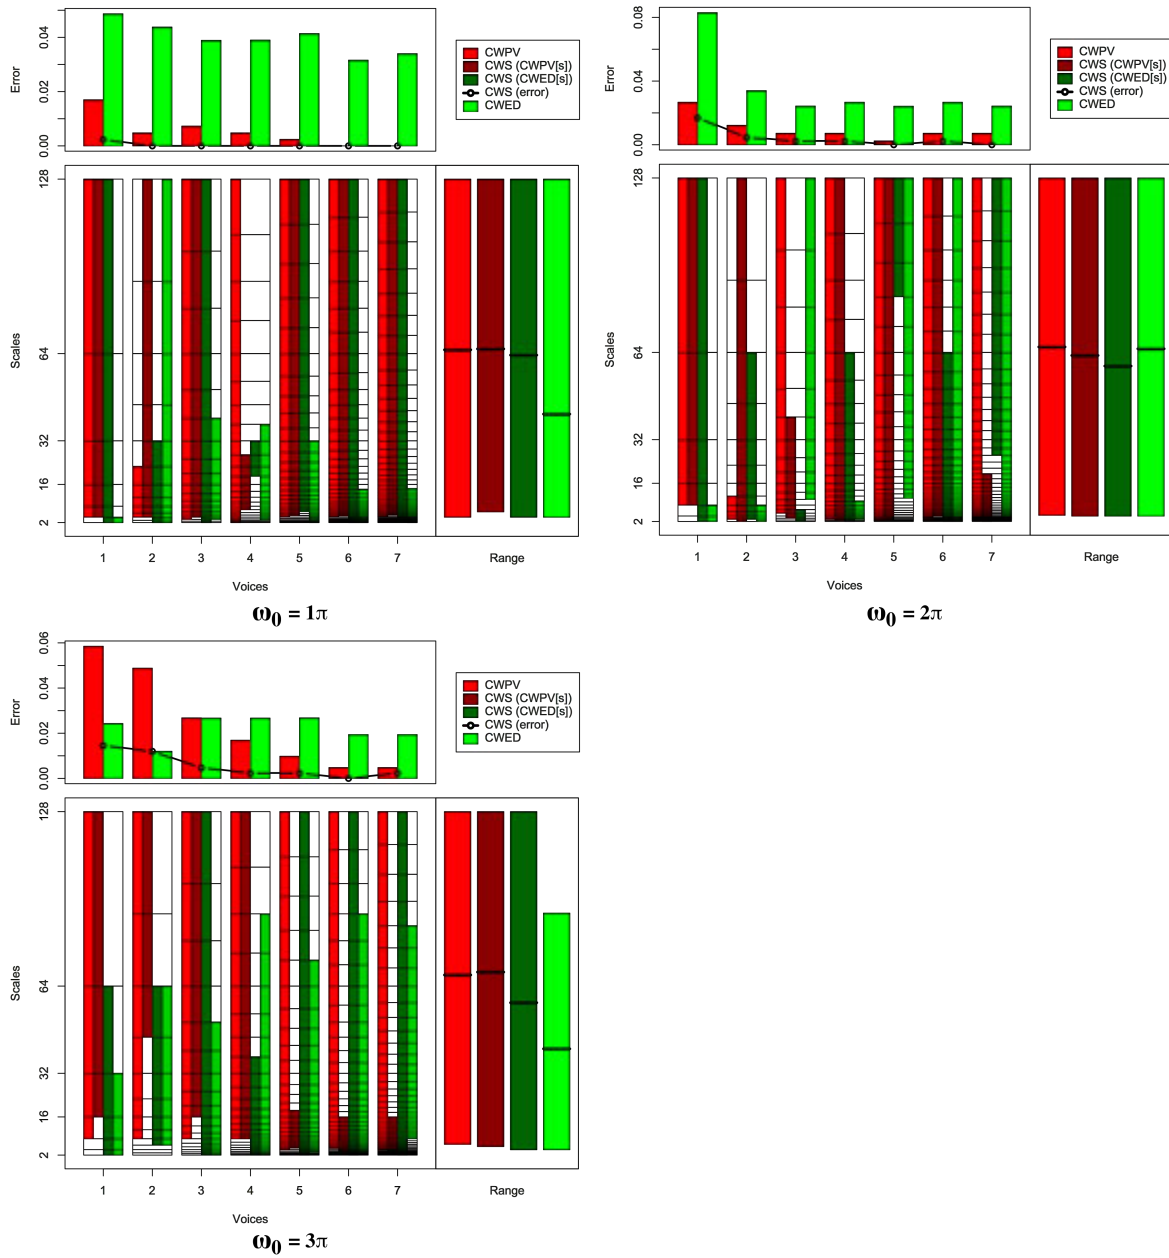 Error
0.00 0.02 0.04
CWPV
CWS (CWPV[s])
CWS (CWED[s])
CWS (error)
CWED
Scales
128
64
32
16
2
1 2 3 4 5 6 7
Range
Voices
ω0 = 1π
Error
0.00 0.04 0.08
CWPV
CWS (CWPV[s])
CWS (CWED[s])
CWS (error)
CWED
Scales
128
64
32
16
2
1 2 3 4 5 6 7
Range
Voices
ω0 = 2π
Error
0.00 0.02 0.04 0.06
CWPV
CWS (CWPV[s])
CWS (CWED[s])
CWS (error)
CWED
Scales
128
64
32
16
2
1 2 3 4 5 6 7
Range
Voices
ω0 = 3π